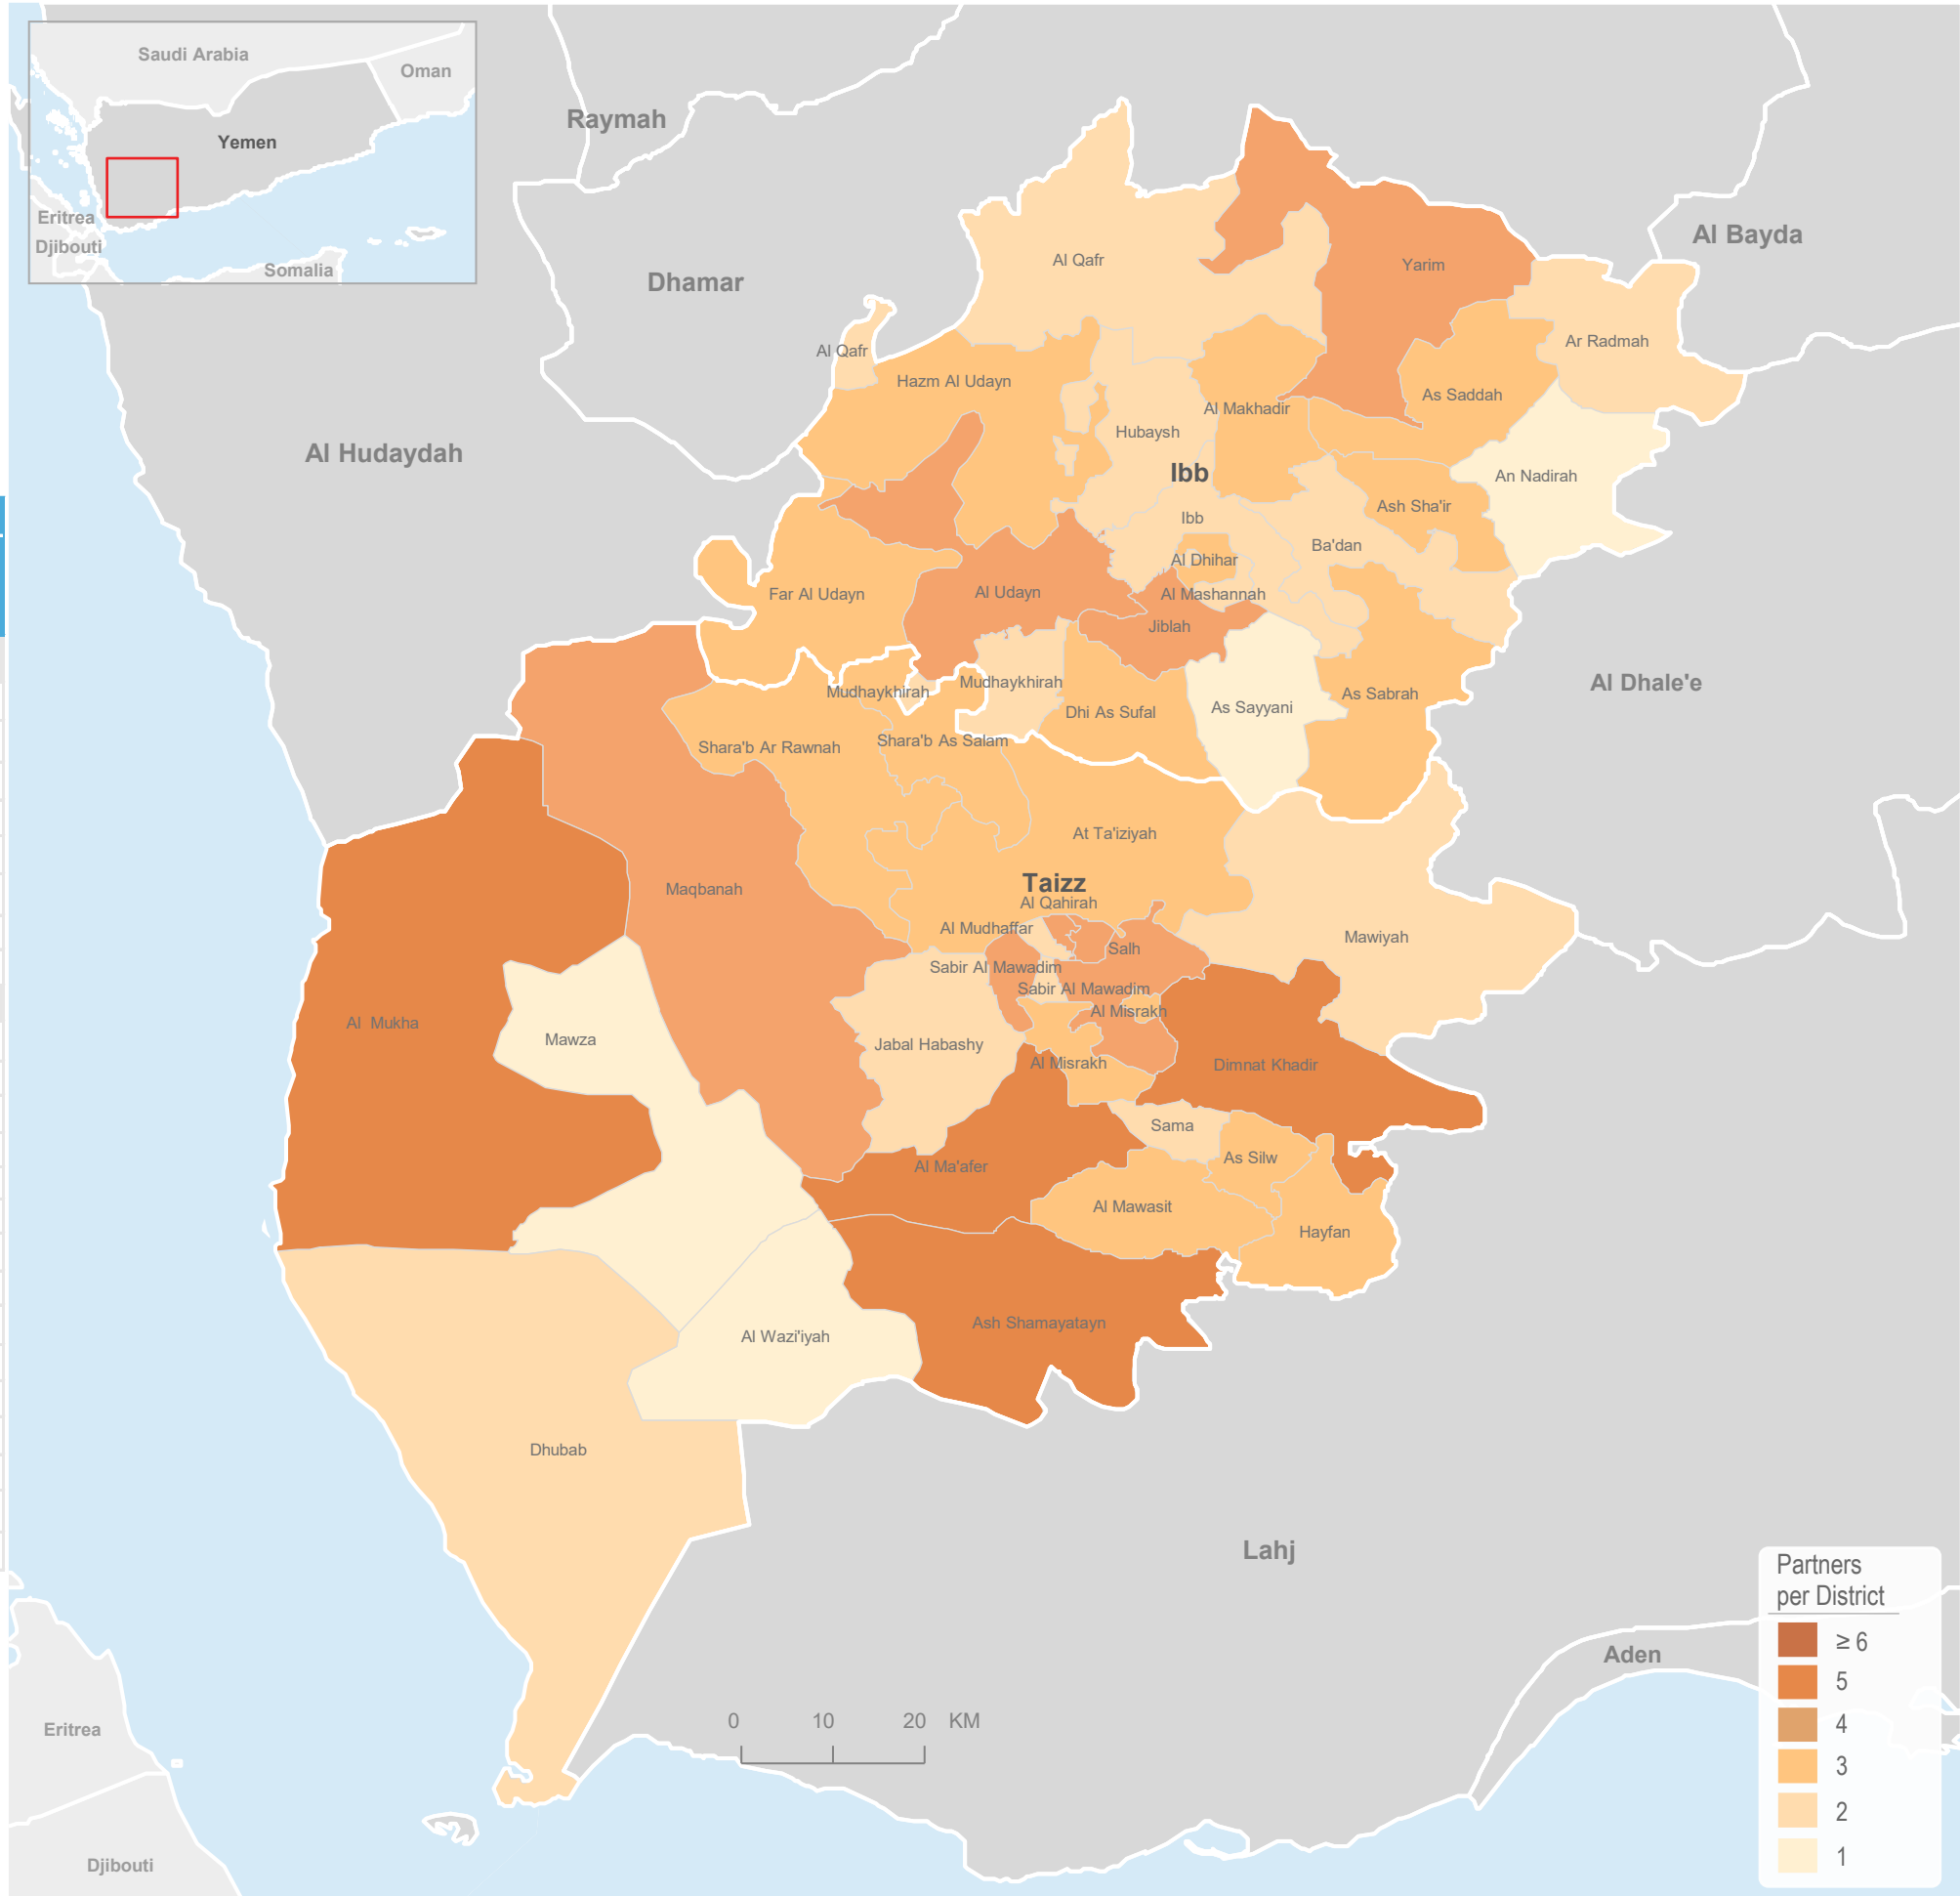 Saudi Arabia
Oman
Yemen
Eritrea
Djibouti
Somalia
Raymah
Al Bayda
Dhamar
Al Qafr
Yarim
Ar Radmah
Al Qafr
Hazm Al Udayn
As Saddah
Al Makhadir
Hubaysh
Al Hudaydah
Ibb
An Nadirah
Ash Sha'ir
Ibb
Ba'dan
Al Dhihar
Far Al Udayn
Al Udayn
Al Mashannah
Jiblah
Mudhaykhirah
Mudhaykhirah
Al Dhale'e
As Sabrah
As Sayyani
Dhi As Sufal
Shara'b Ar Rawnah
Shara'b As Salam
At Ta'iziyah
Taizz
Maqbanah
Al Qahirah
Al Mudhaffar
Mawiyah
Salh
Sabir Al Mawadim
Sabir Al Mawadim
Al Misrakh
Al Mukha
Mawza
Jabal Habashy
Al Misrakh
Dimnat Khadir
Sama
As Silw
Al Ma'afer
Al Mawasit
Hayfan
Ash Shamayatayn
Al Wazi'iyah
Dhubab
Lahj
Aden
Eritrea
Djibouti
0 10 20 KM
Partners
per District
≥ 6
5
4
3
2
1